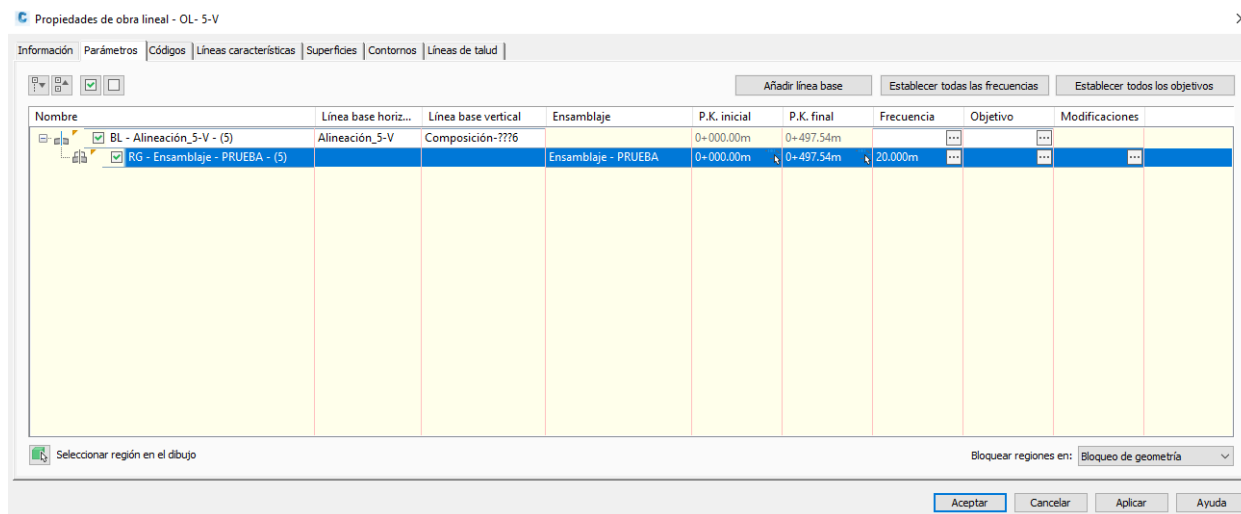 C Propiedades de obra lineal - OL- 5-V
Información Parámetros Códigos Líneas características Superficies Contornos Líneas de talud
Añadir línea base Establecer todas las frecuencias Establecer todos los objetivos
Nombre Línea base horiz... Línea base vertical Ensamblaje P.K. inicial P.K. final Frecuencia Objetivo Modificaciones
BL - Alineación_5-V - (5) Alineación_5-V Composición-???6 0+000.00m 0+497.54m ... ...
RG - Ensamblaje - PRUEBA - (5) Ensamblaje - PRUEBA 0+000.00m 0+497.54m 20.000m ... ... ...
Seleccionar región en el dibujo Bloquear regiones en: Bloqueo de geometría
Aceptar Cancelar Aplicar Ayuda